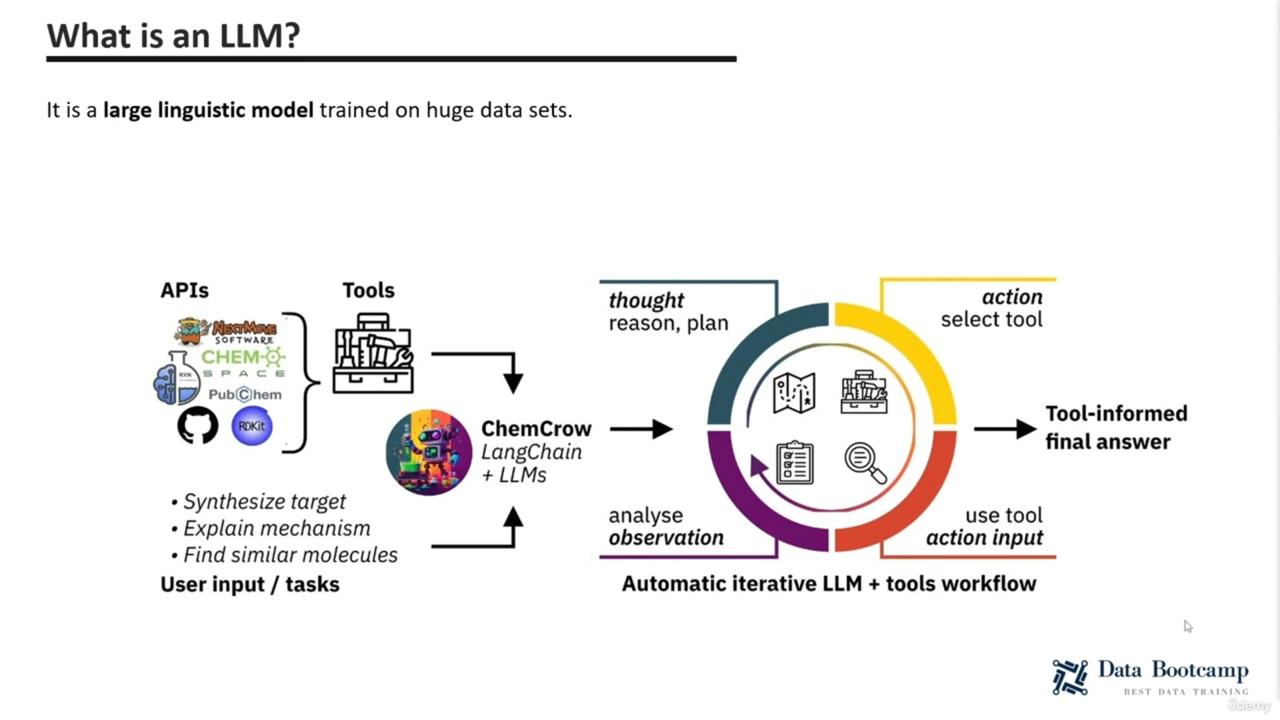 What is an LLM?
It is a large linguistic model trained on huge data sets.
APIs
Tools
NEXTMOVE
SOFTWARE
CHEM
SPACE
PubChem
RDKit
• Synthesize target
• Explain mechanism
• Find similar molecules
User input / tasks
ChemCrow
LangChain
+ LLMs
thought
reason, plan
action
select tool
analyse
observation
use tool
action input
Automatic iterative LLM + tools workflow
Tool-informed
final answer
Data Bootcamp
BEST DATA TRAINING
ûdemy